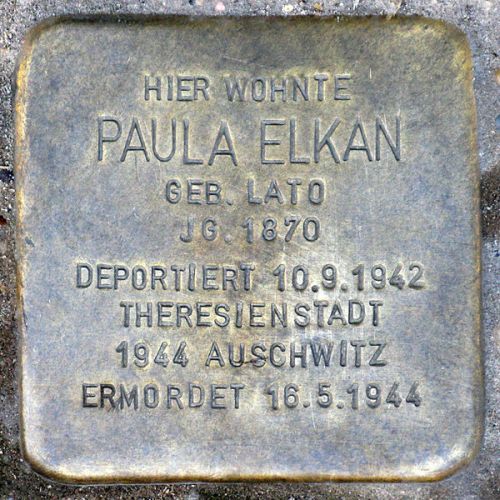 HIER WOHNTE
PAULA ELKAN
GEB. LATO
JG. 1870
DEPORTIERT 10.9.1942
THERESIENSTADT
1944 AUSCHWITZ
ERMORDET 16.5.1944